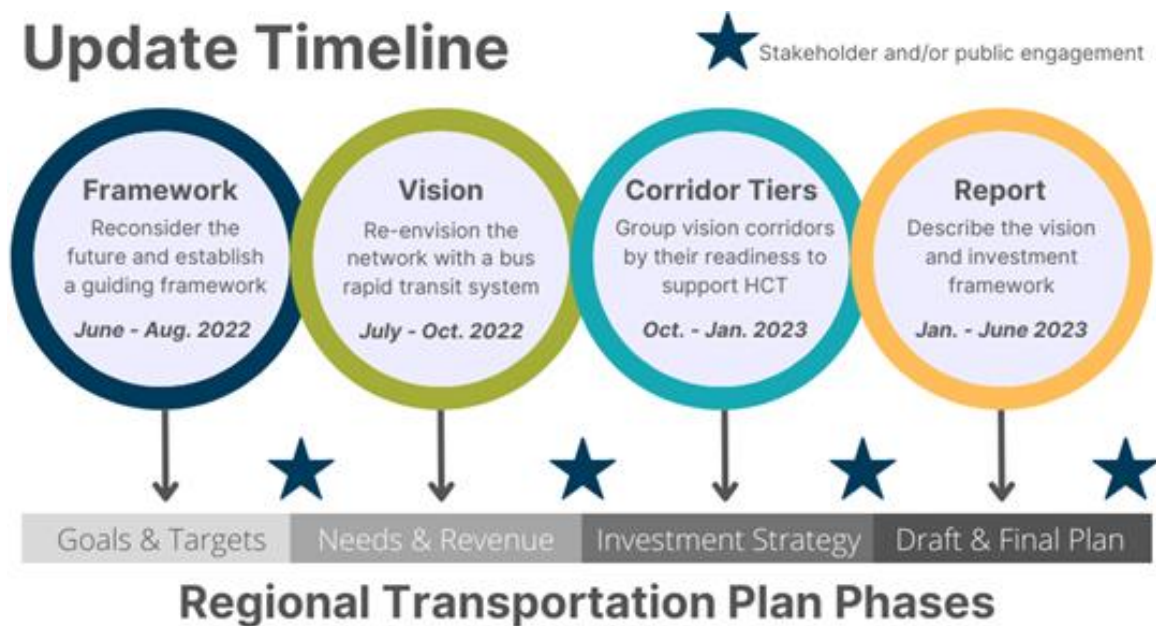 Update Timeline
Stakeholder and/or public engagement
Framework
Reconsider the
future and establish
a guiding framework
June - Aug. 2022
Vision
Re-envision the
network with a bus
rapid transit system
July - Oct. 2022
Corridor Tiers
Group vision corridors
by their readiness to
support HCT
Oct. - Jan. 2023
Report
Describe the vision
and investment
framework
Jan. - June 2023
Goals & Targets
Needs & Revenue
Investment Strategy
Draft & Final Plan
Regional Transportation Plan Phases